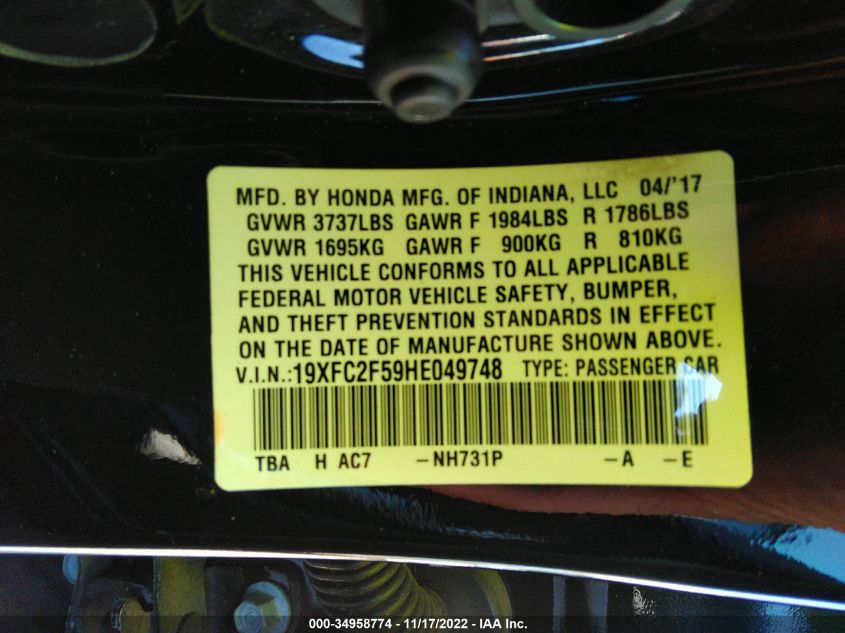 MFD. BY HONDA MFG. OF INDIANA, LLC 04/'17
GVWR 3737LBS GAWR F 1984LBS R 1786LBS
GVWR 1695KG GAWR F 900KG R 810KG
THIS VEHICLE CONFORMS TO ALL APPLICABLE
FEDERAL MOTOR VEHICLE SAFETY, BUMPER,
AND THEFT PREVENTION STANDARDS IN EFFECT
ON THE DATE OF MANUFACTURE SHOWN ABOVE.
V.I.N.:19XFC2F59HE049748 TYPE: PASSENGER CAR
TBA H AC7 –NH731P –A –E
000-34958774 - 11/17/2022 - IAA Inc.